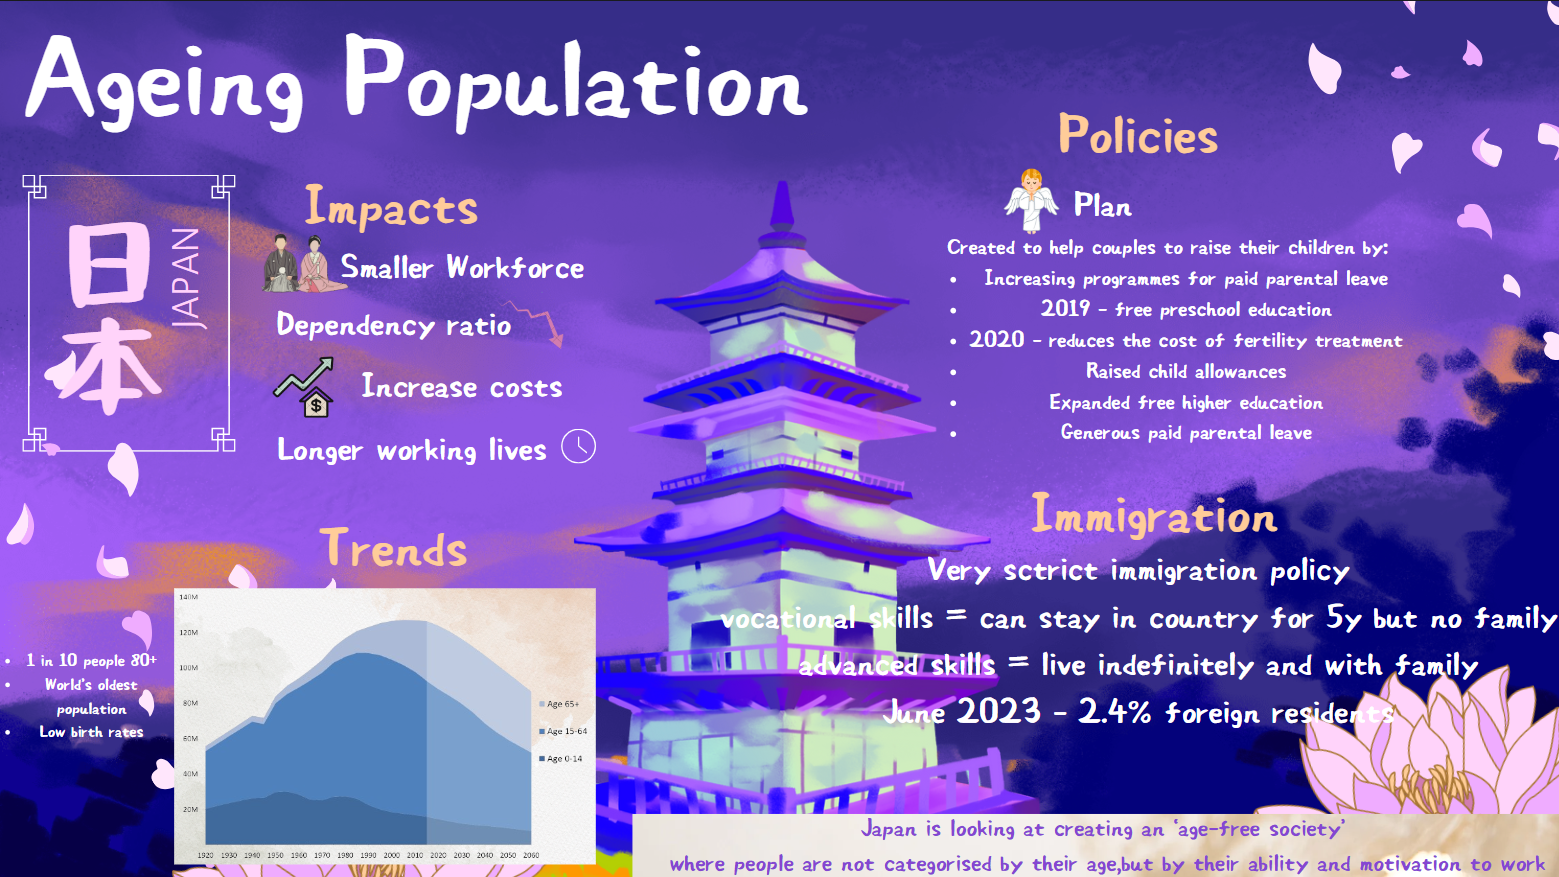 Ageing Population
日本
JAPAN
Impacts
Smaller Workforce
Dependency ratio
Increase costs
$
Longer working lives
Trends
• 1 in 10 people 80+
• World's oldest
population
• Low birth rates
140M
120M
100M
80M
60M
40M
20M
1920 1930 1940 1950 1960 1970 1980 1990 2000 2010 2020 2030 2040 2050 2060
Age 65+
Age 15-64
Age 0-14
Policies
Plan
Created to help couples to raise their children by:
• Increasing programmes for paid parental leave
• 2019 - free preschool education
• 2020 - reduces the cost of fertility treatment
• Raised child allowances
• Expanded free higher education
• Generous paid parental leave
Immigration
Very sctrict immigration policy
vocational skills = can stay in country for 5y but no family
advanced skills = live indefinitely and with family
June 2023 - 2.4% foreign residents
Japan is looking at creating an 'age-free society'
where people are not categorised by their age,but by their ability and motivation to work